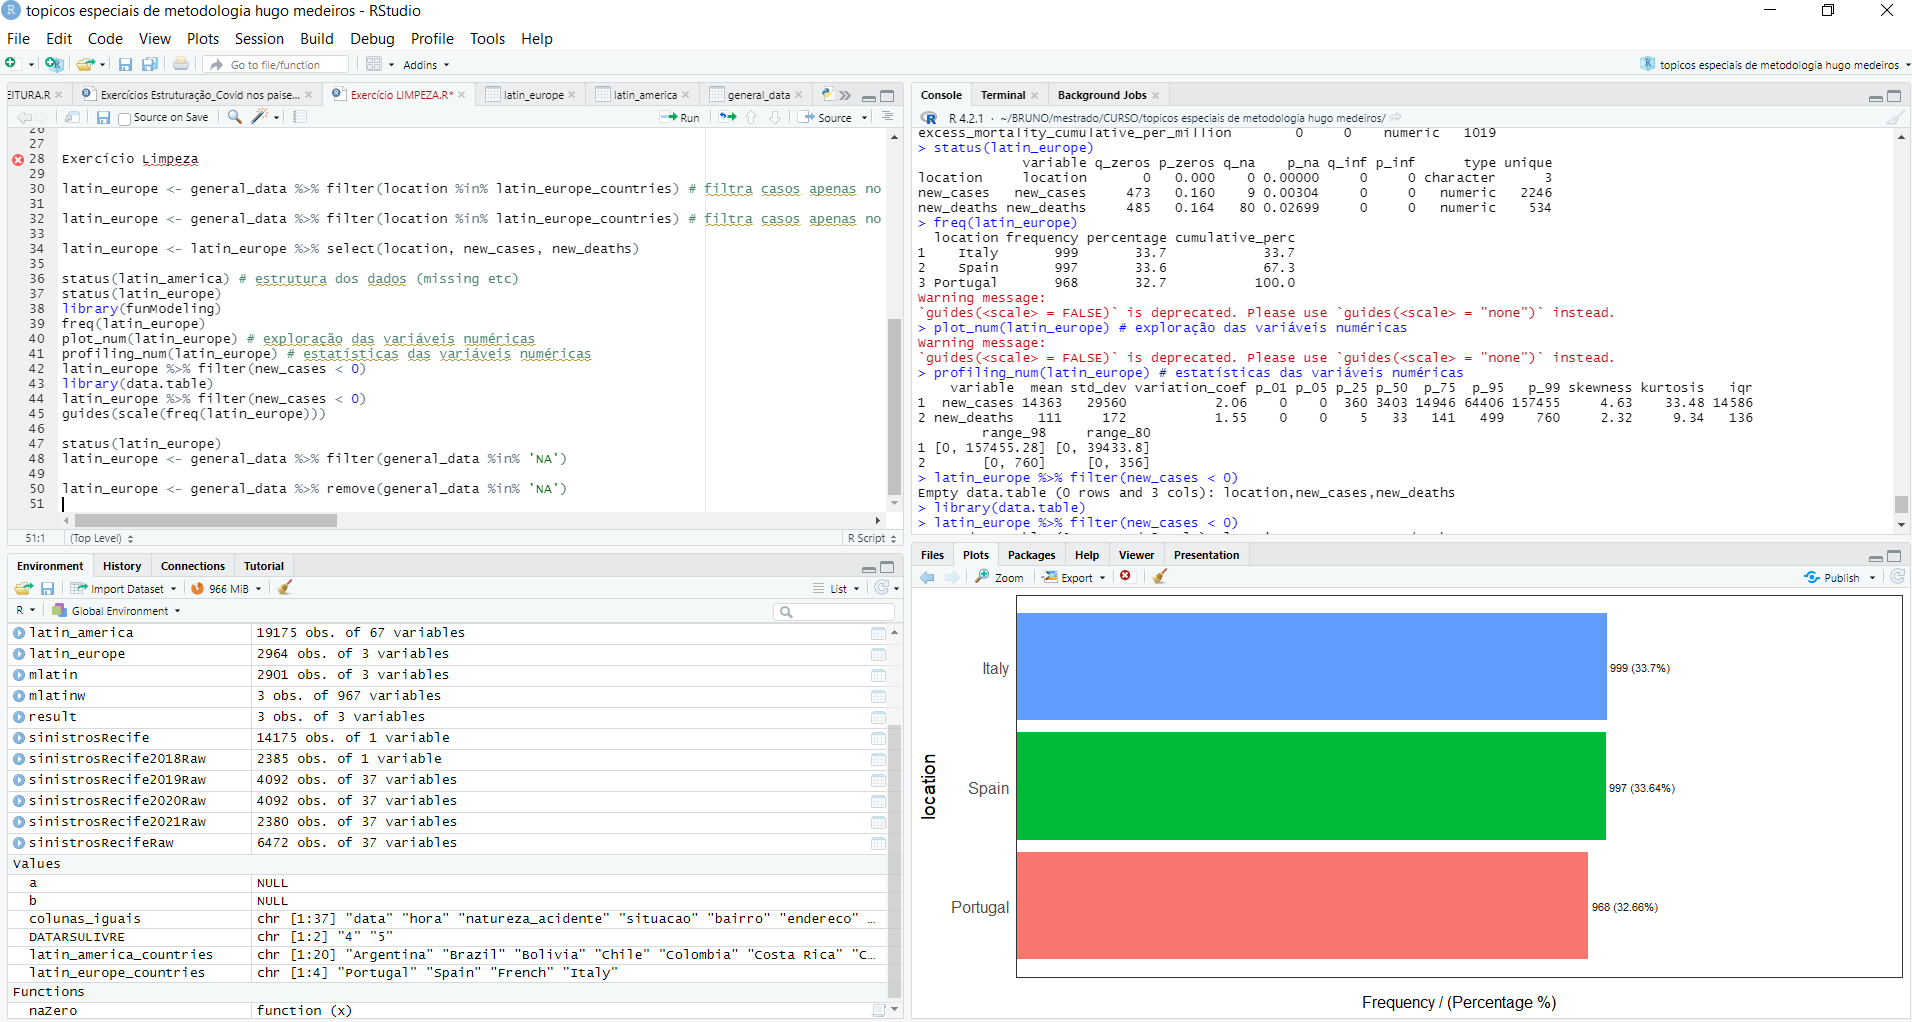 topicos especiais de metodologia hugo medeiros - RStudio
File Edit Code View Plots Session Build Debug Profile Tools Help
Go to file/function Addins topicos especiais de metodologia hugo medeiros
EITURA.R Exercícios Estruturação_Covid nos paise... Exercício LIMPEZA.R* latin_europe latin_america general_data
Source on Save Run Source
26
27
28 Exercício Limpeza
29
30 latin_europe <- general_data %>% filter(location %in% latin_europe_countries) # filtra casos apenas no
31
32 latin_europe <- general_data %>% filter(location %in% latin_europe_countries) # filtra casos apenas no
33
34 latin_europe <- latin_europe %>% select(location, new_cases, new_deaths)
35
36 status(latin_america) # estrutura dos dados (missing etc)
37 status(latin_europe)
38 library(funModeling)
39 freq(latin_europe)
40 plot_num(latin_europe) # exploração das variáveis numéricas
41 profiling_num(latin_europe) # estatísticas das variáveis numéricas
42 latin_europe %>% filter(new_cases < 0)
43 library(data.table)
44 latin_europe %>% filter(new_cases < 0)
45 guides(scale(freq(latin_europe)))
46
47 status(latin_europe)
48 latin_europe <- general_data %>% filter(general_data %in% 'NA')
49
50 latin_europe <- general_data %>% remove(general_data %in% 'NA')
51
51:1 (Top Level) R Script
Console Terminal Background Jobs
R 4.2.1 · ~/BRUNO/mestrado/CURSO/topicos especiais de metodologia hugo medeiros/
excess_mortality_cumulative_per_million 0 0 numeric 1019
> status(latin_europe)
variable q_zeros p_zeros q_na p_na q_inf p_inf type unique
location location 0 0.000 0 0.00000 0 0 character 3
new_cases new_cases 473 0.160 9 0.00304 0 0 numeric 2246
new_deaths new_deaths 485 0.164 80 0.02699 0 0 numeric 534
> freq(latin_europe)
location frequency percentage cumulative_perc
1 Italy 999 33.7 33.7
2 Spain 997 33.6 67.3
3 Portugal 968 32.7 100.0
Warning message:
`guides(<scale> = FALSE)` is deprecated. Please use `guides(<scale> = "none")` instead.
> plot_num(latin_europe) # exploração das variáveis numéricas
Warning message:
`guides(<scale> = FALSE)` is deprecated. Please use `guides(<scale> = "none")` instead.
> profiling_num(latin_europe) # estatísticas das variáveis numéricas
variable mean std_dev variation_coef p_01 p_05 p_25 p_50 p_75 p_95 p_99 skewness kurtosis iqr
1 new_cases 14363 29560 2.06 0 0 360 3403 14946 64406 157455 4.63 33.48 14586
2 new_deaths 111 172 1.55 0 0 5 33 141 499 760 2.32 9.34 136
range_98 range_80
1 [0, 157455.28] [0, 39433.8]
2 [0, 760] [0, 356]
> latin_europe %>% filter(new_cases < 0)
Empty data.table (0 rows and 3 cols): location,new_cases,new_deaths
> library(data.table)
> latin_europe %>% filter(new_cases < 0)
Environment History Connections Tutorial
Import Dataset 966 MiB List
R Global Environment
latin_america 19175 obs. of 67 variables
latin_europe 2964 obs. of 3 variables
mlatin 2901 obs. of 3 variables
mlatinw 3 obs. of 967 variables
result 3 obs. of 3 variables
sinistrosRecife 14175 obs. of 1 variable
sinistrosRecife2018Raw 2385 obs. of 1 variable
sinistrosRecife2019Raw 4092 obs. of 37 variables
sinistrosRecife2020Raw 4092 obs. of 37 variables
sinistrosRecife2021Raw 2380 obs. of 37 variables
sinistrosRecifeRaw 6472 obs. of 37 variables
Values
a NULL
b NULL
colunas_iguais chr [1:37] "data" "hora" "natureza_acidente" "situacao" "bairro" "endereco" …
DATARSULIVRE chr [1:2] "4" "5"
latin_america_countries chr [1:20] "Argentina" "Brazil" "Bolivia" "Chile" "Colombia" "Costa Rica" "C…
latin_europe_countries chr [1:4] "Portugal" "Spain" "French" "Italy"
Functions
naZero function (x)
Files Plots Packages Help Viewer Presentation
Zoom Export Publish
Italy 999 (33.7%)
Spain 997 (33.64%)
Portugal 968 (32.66%)
location
Frequency / (Percentage %)